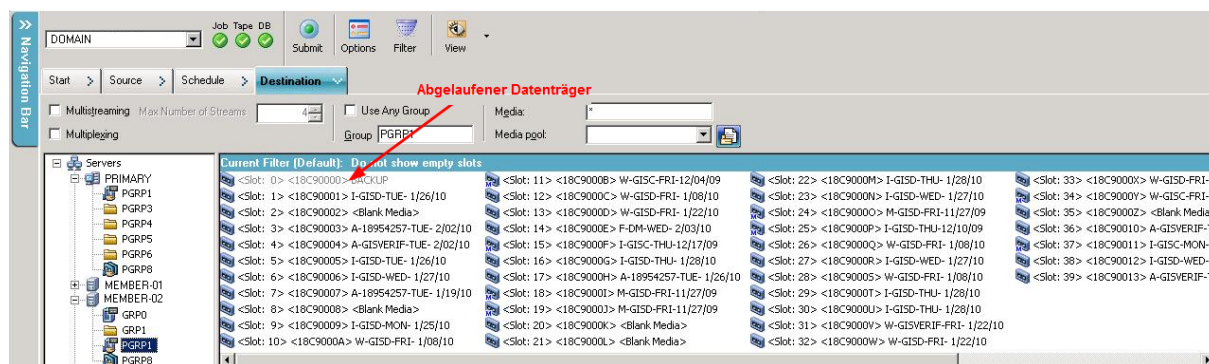 Navigation Bar
DOMAIN
Job Tape DB
Submit
Options
Filter
View
Start
Source
Schedule
Destination
Abgelaufener Datenträger
Multistreaming
Max Number of Streams
4
Use Any Group
Media:
*
Multiplexing
Group
PGRP1
Media pool:
Servers
PRIMARY
PGRP1
PGRP3
PGRP4
PGRP5
PGRP6
PGRP8
MEMBER-01
MEMBER-02
GRP0
GRP1
PGRP1
PGRP8
Current Filter (Default): Do not show empty slots
<Slot: 0> <18C90000> BACKUP
<Slot: 1> <18C90001> I-GISD-TUE- 1/26/10
<Slot: 2> <18C90002> <Blank Media>
<Slot: 3> <18C90003> A-18954257-TUE- 2/02/10
<Slot: 4> <18C90004> A-GISVERIF-TUE- 2/02/10
<Slot: 5> <18C90005> I-GISD-TUE- 1/26/10
<Slot: 6> <18C90006> I-GISD-WED- 1/27/10
<Slot: 7> <18C90007> A-18954257-TUE- 1/19/10
<Slot: 8> <18C90008> <Blank Media>
<Slot: 9> <18C90009> I-GISD-MON- 1/25/10
<Slot: 10> <18C9000A> W-GISD-FRI- 1/08/10
<Slot: 11> <18C9000B> W-GISC-FRI-12/04/09
<Slot: 12> <18C9000C> W-GISD-FRI- 1/08/10
<Slot: 13> <18C9000D> W-GISD-FRI- 1/22/10
<Slot: 14> <18C9000E> F-DM-WED- 2/03/10
<Slot: 15> <18C9000F> I-GISC-THU-12/17/09
<Slot: 16> <18C9000G> I-GISD-THU- 1/28/10
<Slot: 17> <18C9000H> A-18954257-TUE- 1/26/10
<Slot: 18> <18C9000I> M-GISD-FRI-11/27/09
<Slot: 19> <18C9000J> M-GISD-FRI-11/27/09
<Slot: 20> <18C9000K> <Blank Media>
<Slot: 21> <18C9000L> <Blank Media>
<Slot: 22> <18C9000M> I-GISD-THU- 1/28/10
<Slot: 23> <18C9000N> I-GISD-WED- 1/27/10
<Slot: 24> <18C9000O> M-GISD-FRI-11/27/09
<Slot: 25> <18C9000P> I-GISD-THU-12/10/09
<Slot: 26> <18C9000Q> W-GISD-FRI- 1/08/10
<Slot: 27> <18C9000R> I-GISD-WED- 1/27/10
<Slot: 28> <18C9000S> W-GISD-FRI- 1/08/10
<Slot: 29> <18C9000T> I-GISD-THU- 1/28/10
<Slot: 30> <18C9000U> I-GISD-THU- 1/28/10
<Slot: 31> <18C9000V> W-GISVERIF-FRI- 1/22/10
<Slot: 32> <18C9000W> W-GISD-FRI- 1/22/10
<Slot: 33> <18C9000X> W-GISD-FRI-
<Slot: 34> <18C9000Y> W-GISC-FRI-
<Slot: 35> <18C9000Z> <Blank Media
<Slot: 36> <18C90010> A-GISVERIF-
<Slot: 37> <18C90011> I-GISC-MON-
<Slot: 38> <18C90012> I-GISD-WED-
<Slot: 39> <18C90013> A-GISVERIF-